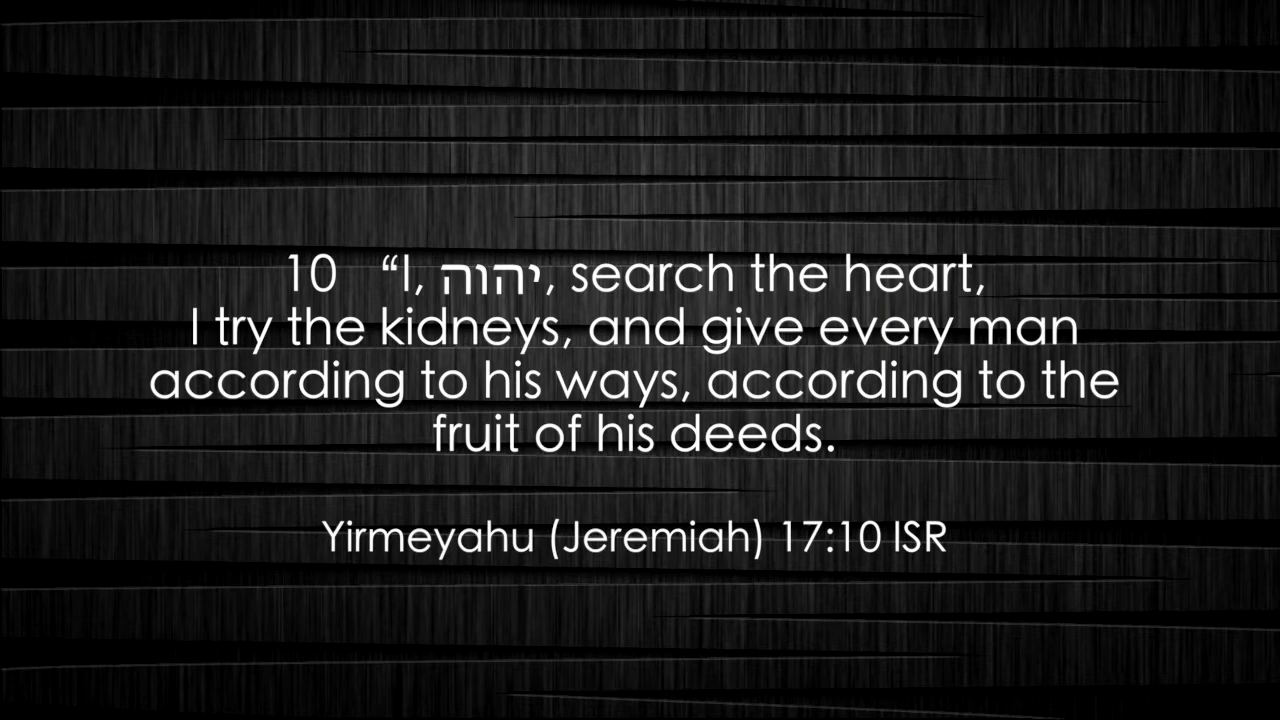 10 “I, יהוה, search the heart,
I try the kidneys, and give every man
according to his ways, according to the
fruit of his deeds.
Yirmeyahu (Jeremiah) 17:10 ISR